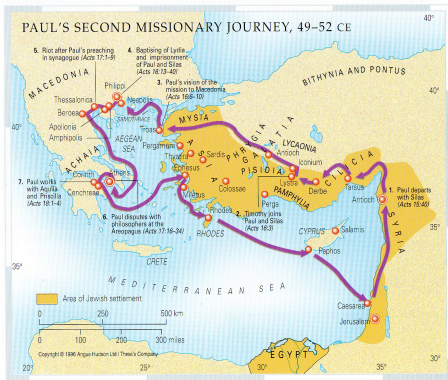 PAUL'S SECOND MISSIONARY JOURNEY, 49–52 CE
40°
5. Riot after Paul's preaching
in synagogue (Acts 17:1–9)
4. Baptising of Lydia
and imprisonment
of Paul and Silas
(Acts 16:13–40)
3. Paul's vision of the
mission to Macedonia
(Acts 16:6–10)
BITHYNIA AND PONTUS
MACEDONIA
Philippi
Neapolis
Thessalonica
Beroea
SAMOTHRACE
Apollonia
Amphipolis
40°
Troas
MYSIA
AEGEAN
SEA
Pergamum
Thyatira
Sardis
ASIA
PHRYGIA
GALATIA
LYCAONIA
Antioch
Iconium
PISIDIA
Lystra
Derbe
CILICIA
Tarsus
ACHAIA
Corinth
Athens
Cenchreae
Ephesus
Miletus
Colossae
PAMPHYLIA
Perga
Antioch
1. Paul departs
with Silas
(Acts 15:40)
7. Paul works
with Aquila
and Priscilla
(Acts 18:1–4)
6. Paul disputes with
philosophers at the
Areopagus (Acts 17:16–34)
Rhodes
RHODES
2. Timothy joins
Paul and Silas
(Acts 16:3)
SYRIA
CYPRUS
Salamis
Paphos
CRETE
35°
35°
MEDITERRANEAN SEA
Area of Jewish settlement
0 250 500 km
0 100 200 300 miles
Caesarea
Jerusalem
EGYPT
Copyright © 1996 Angus Hudson Ltd / Three's Company
20° 25° 30° 35°